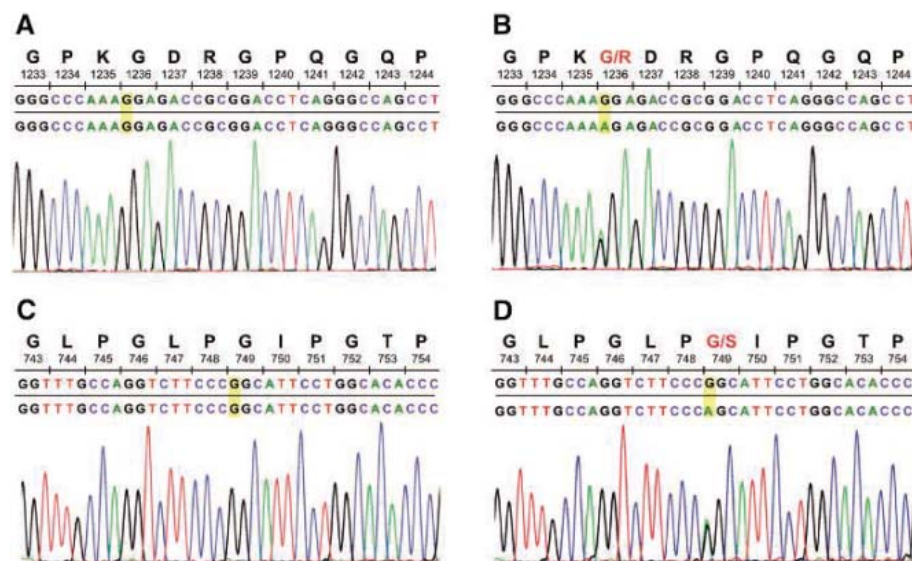 A
G P K G D R G P Q G Q P
1233 1234 1235 1236 1237 1238 1239 1240 1241 1242 1243 1244
GGGCCCAAAGGAGACCGCGGACCTCAGGGCCAGCCT
GGGCCCAAAGGAGACCGCGGACCTCAGGGCCAGCCT
B
G P K G/R D R G P Q G Q P
1233 1234 1235 1236 1237 1238 1239 1240 1241 1242 1243 1244
GGGCCCAAAGGAGACCGCGGACCTCAGGGCCAGCCT
GGGCCCAAAAGAGACCGCGGACCTCAGGGCCAGCCT
C
G L P G L P G I P G T P
743 744 745 746 747 748 749 750 751 752 753 754
GGTTTGCCAGGTCTTCCCGGCATTCCTGGCACACCC
GGTTTGCCAGGTCTTCCCGGCATTCCTGGCACACCC
D
G L P G L P G/S I P G T P
743 744 745 746 747 748 749 750 751 752 753 754
GGTTTGCCAGGTCTTCCCGGCATTCCTGGCACACCC
GGTTTGCCAGGTCTTCCCAGCATTCCTGGCACACCC